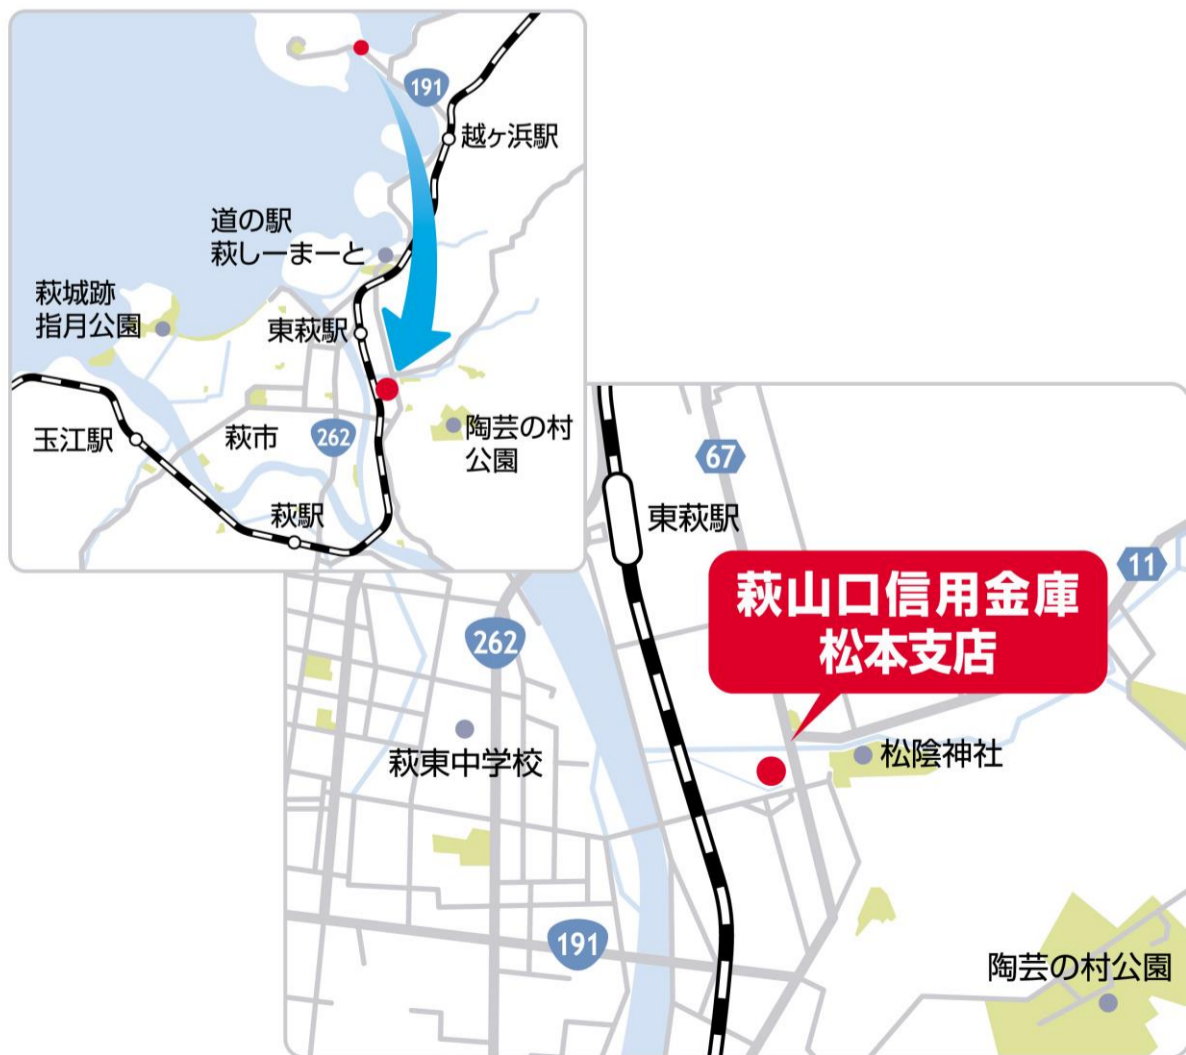 191
越ヶ浜駅
道の駅
萩しーまーと
萩城跡
指月公園
東萩駅
玉江駅
萩市
262
陶芸の村
公園
萩駅
67
東萩駅
11
萩山口信用金庫
松本支店
262
萩東中学校
松陰神社
191
陶芸の村公園